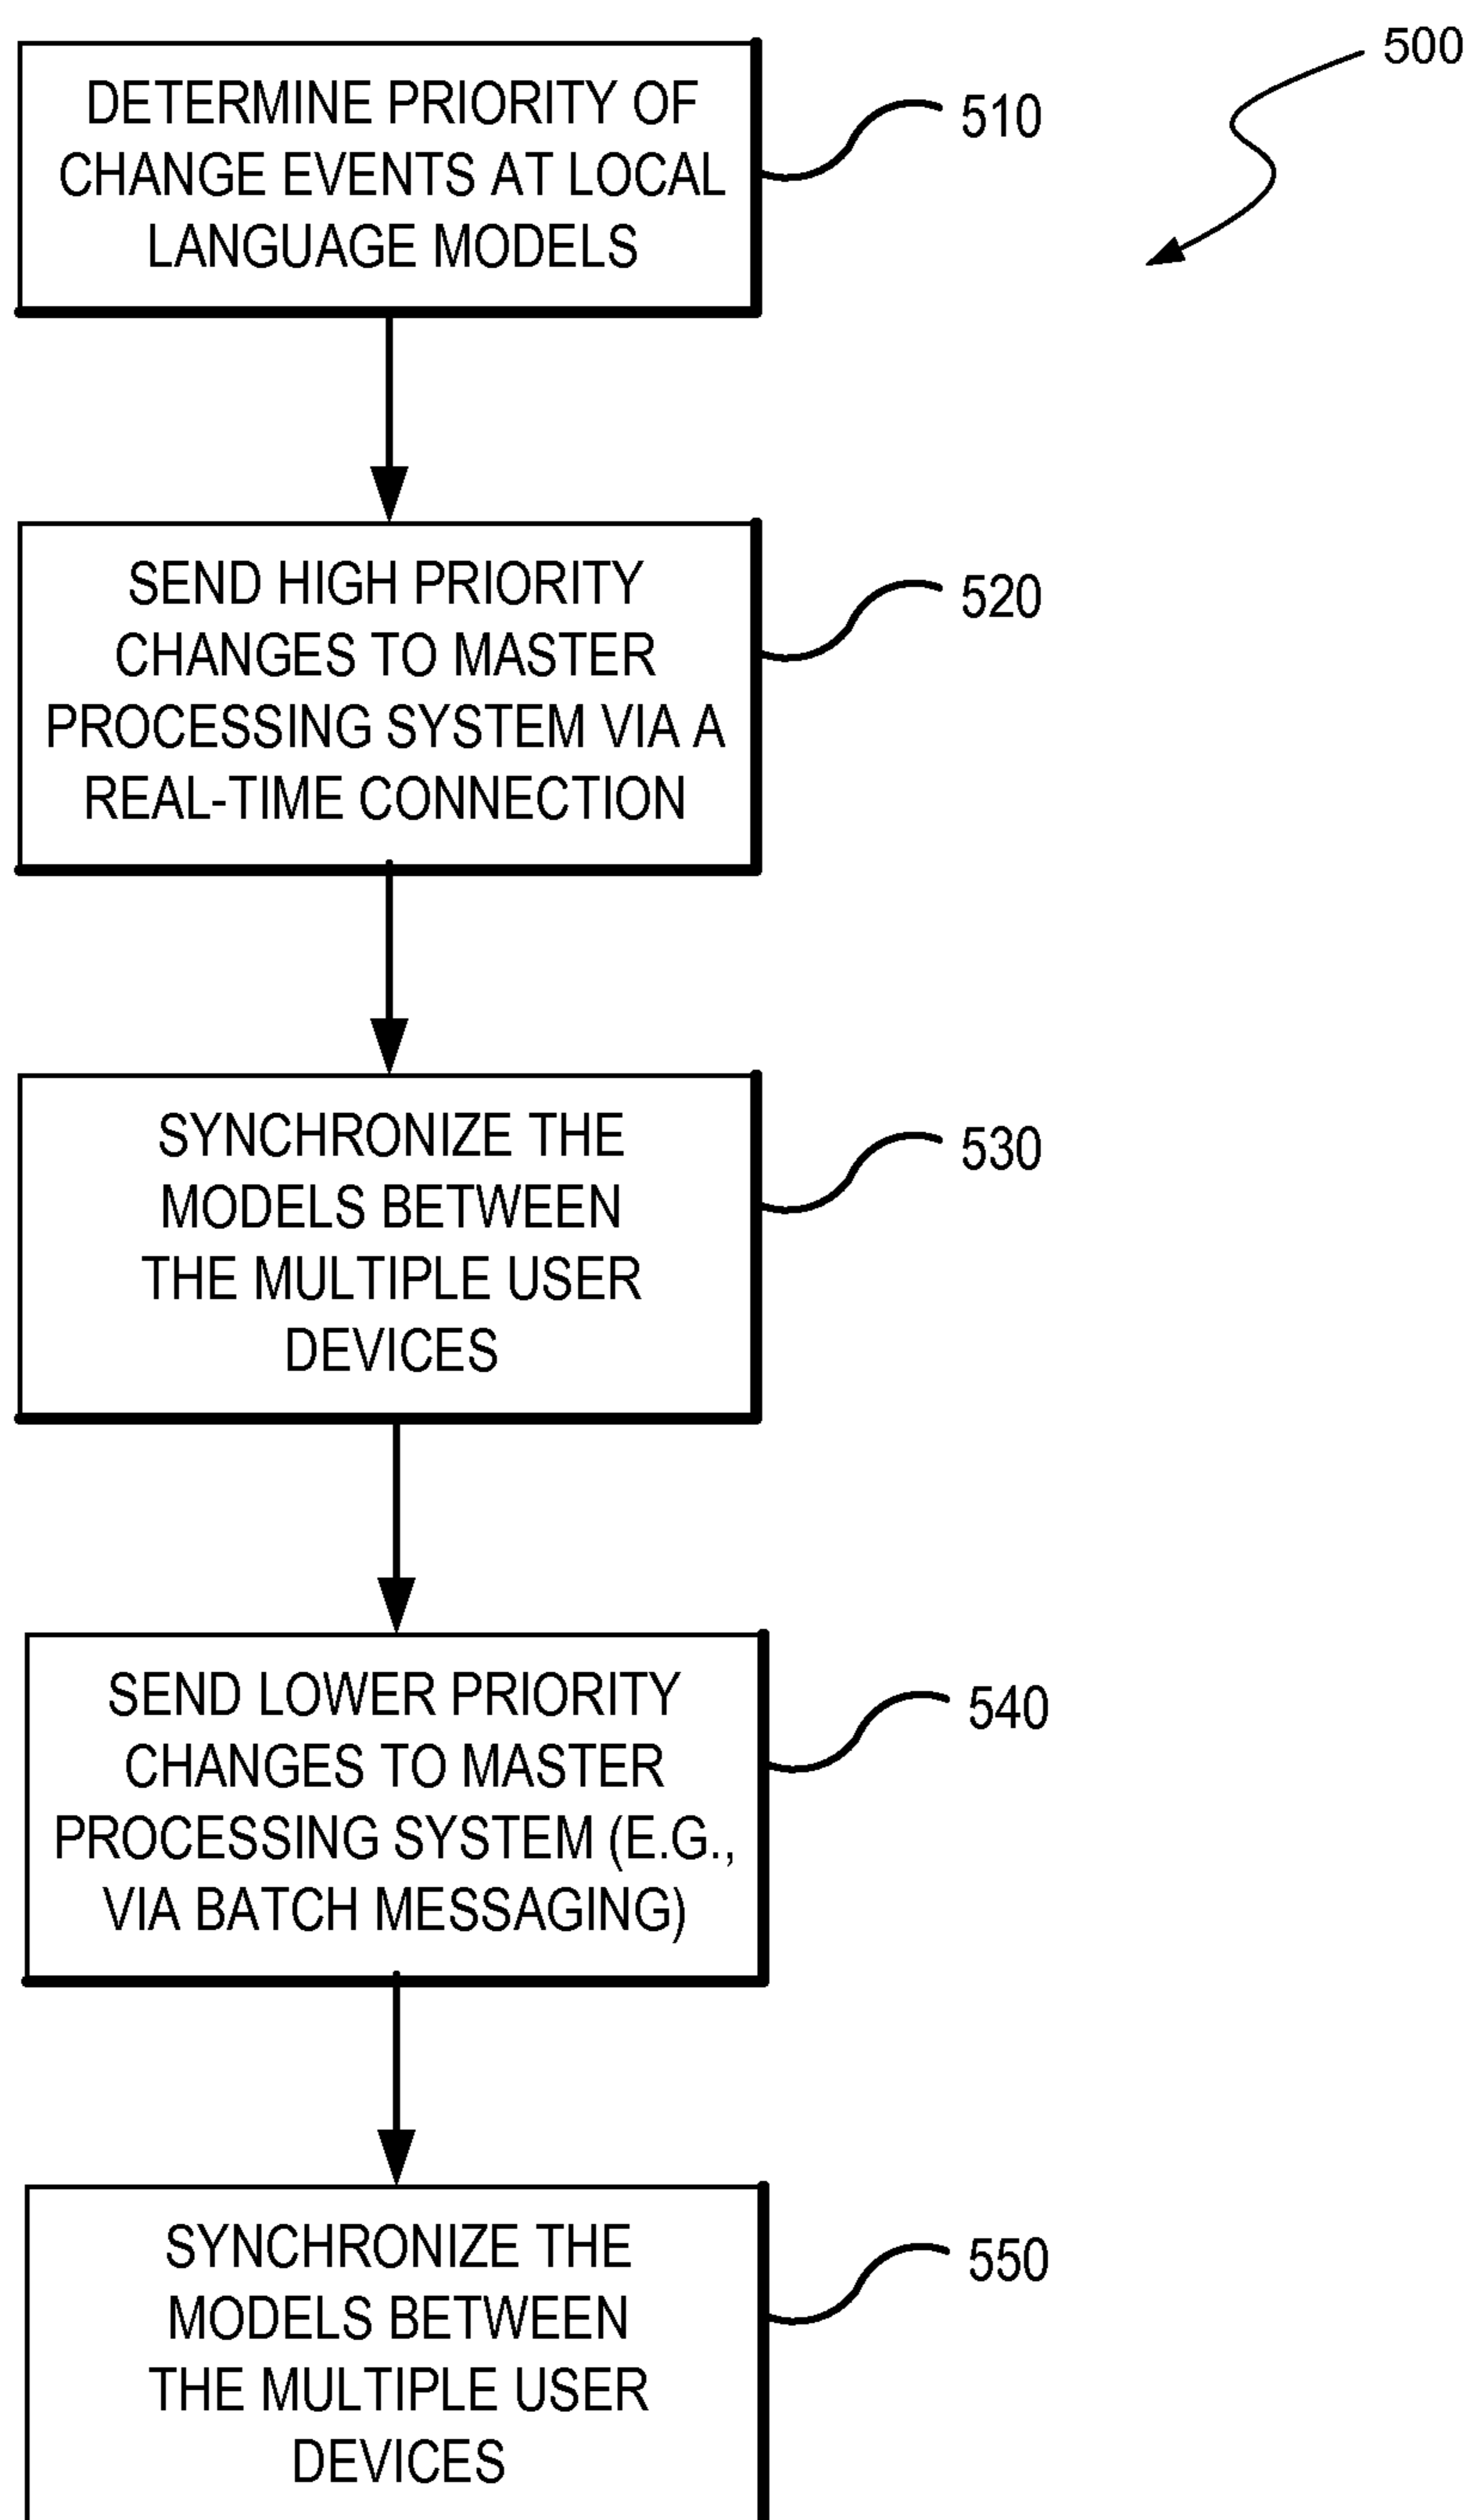 500
DETERMINE PRIORITY OF
CHANGE EVENTS AT LOCAL
LANGUAGE MODELS
510
SEND HIGH PRIORITY
CHANGES TO MASTER
PROCESSING SYSTEM VIA A
REAL-TIME CONNECTION
520
SYNCHRONIZE THE
MODELS BETWEEN
THE MULTIPLE USER
DEVICES
530
SEND LOWER PRIORITY
CHANGES TO MASTER
PROCESSING SYSTEM (E.G.,
VIA BATCH MESSAGING)
540
SYNCHRONIZE THE
MODELS BETWEEN
THE MULTIPLE USER
DEVICES
550